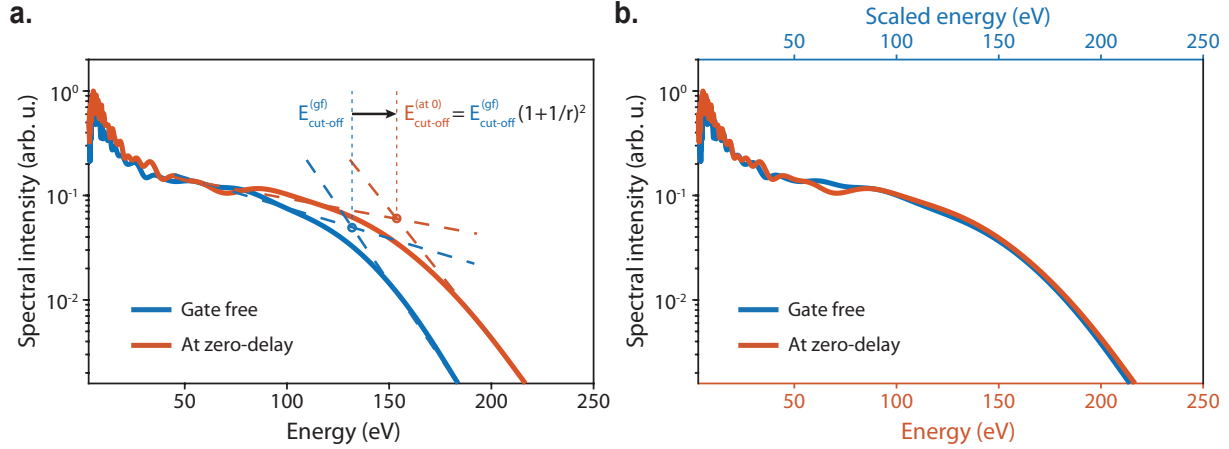 a.
Spectral intensity (arb. u.)
10⁰
10⁻¹
10⁻²
E(gf)cut-off → E(at 0)cut-off = E(gf)cut-off (1+1/r)²
Gate free
At zero-delay
50 100 150 200 250
Energy (eV)
b.
Scaled energy (eV)
50 100 150 200 250
Spectral intensity (arb. u.)
10⁰
10⁻¹
10⁻²
Gate free
At zero-delay
50 100 150 200 250
Energy (eV)